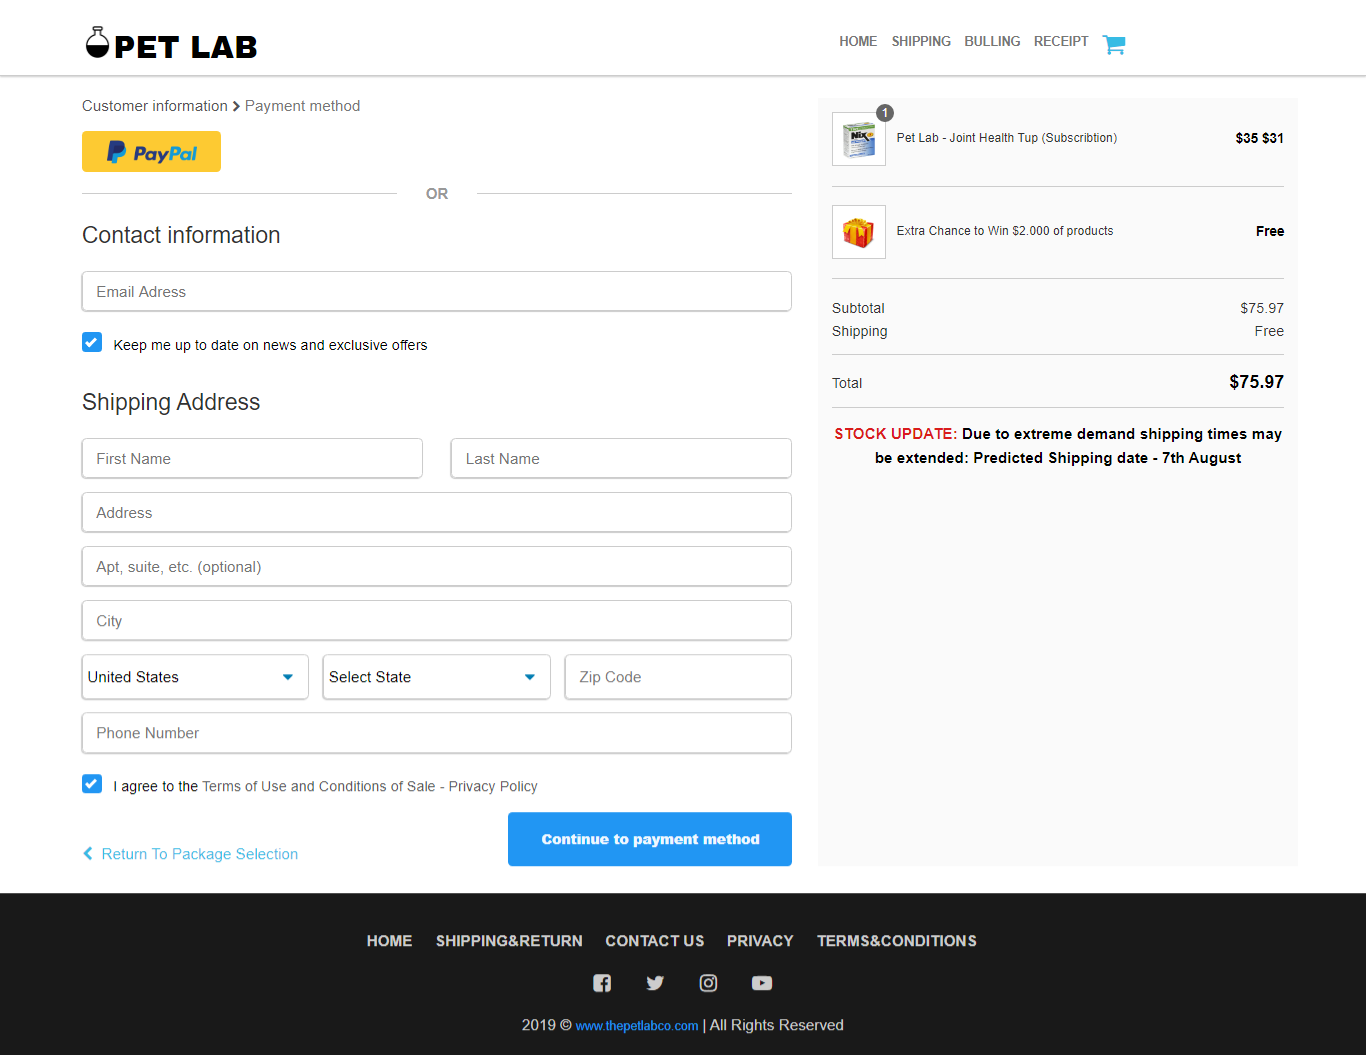 PET LAB
HOME SHIPPING BULLING RECEIPT
Customer information Payment method
PayPal
OR
Contact information
Email Adress
Keep me up to date on news and exclusive offers
Shipping Address
First Name Last Name
Address
Apt, suite, etc. (optional)
City
United States Select State Zip Code
Phone Number
I agree to the Terms of Use and Conditions of Sale - Privacy Policy
Return To Package Selection Continue to payment method
1
Nix
Pet Lab - Joint Health Tup (Subscribtion) $35 $31
Extra Chance to Win $2.000 of products Free
Subtotal $75.97
Shipping Free
Total $75.97
STOCK UPDATE: Due to extreme demand shipping times may
be extended: Predicted Shipping date - 7th August
HOME SHIPPING&RETURN CONTACT US PRIVACY TERMS&CONDITIONS
2019 © www.thepetlabco.com | All Rights Reserved